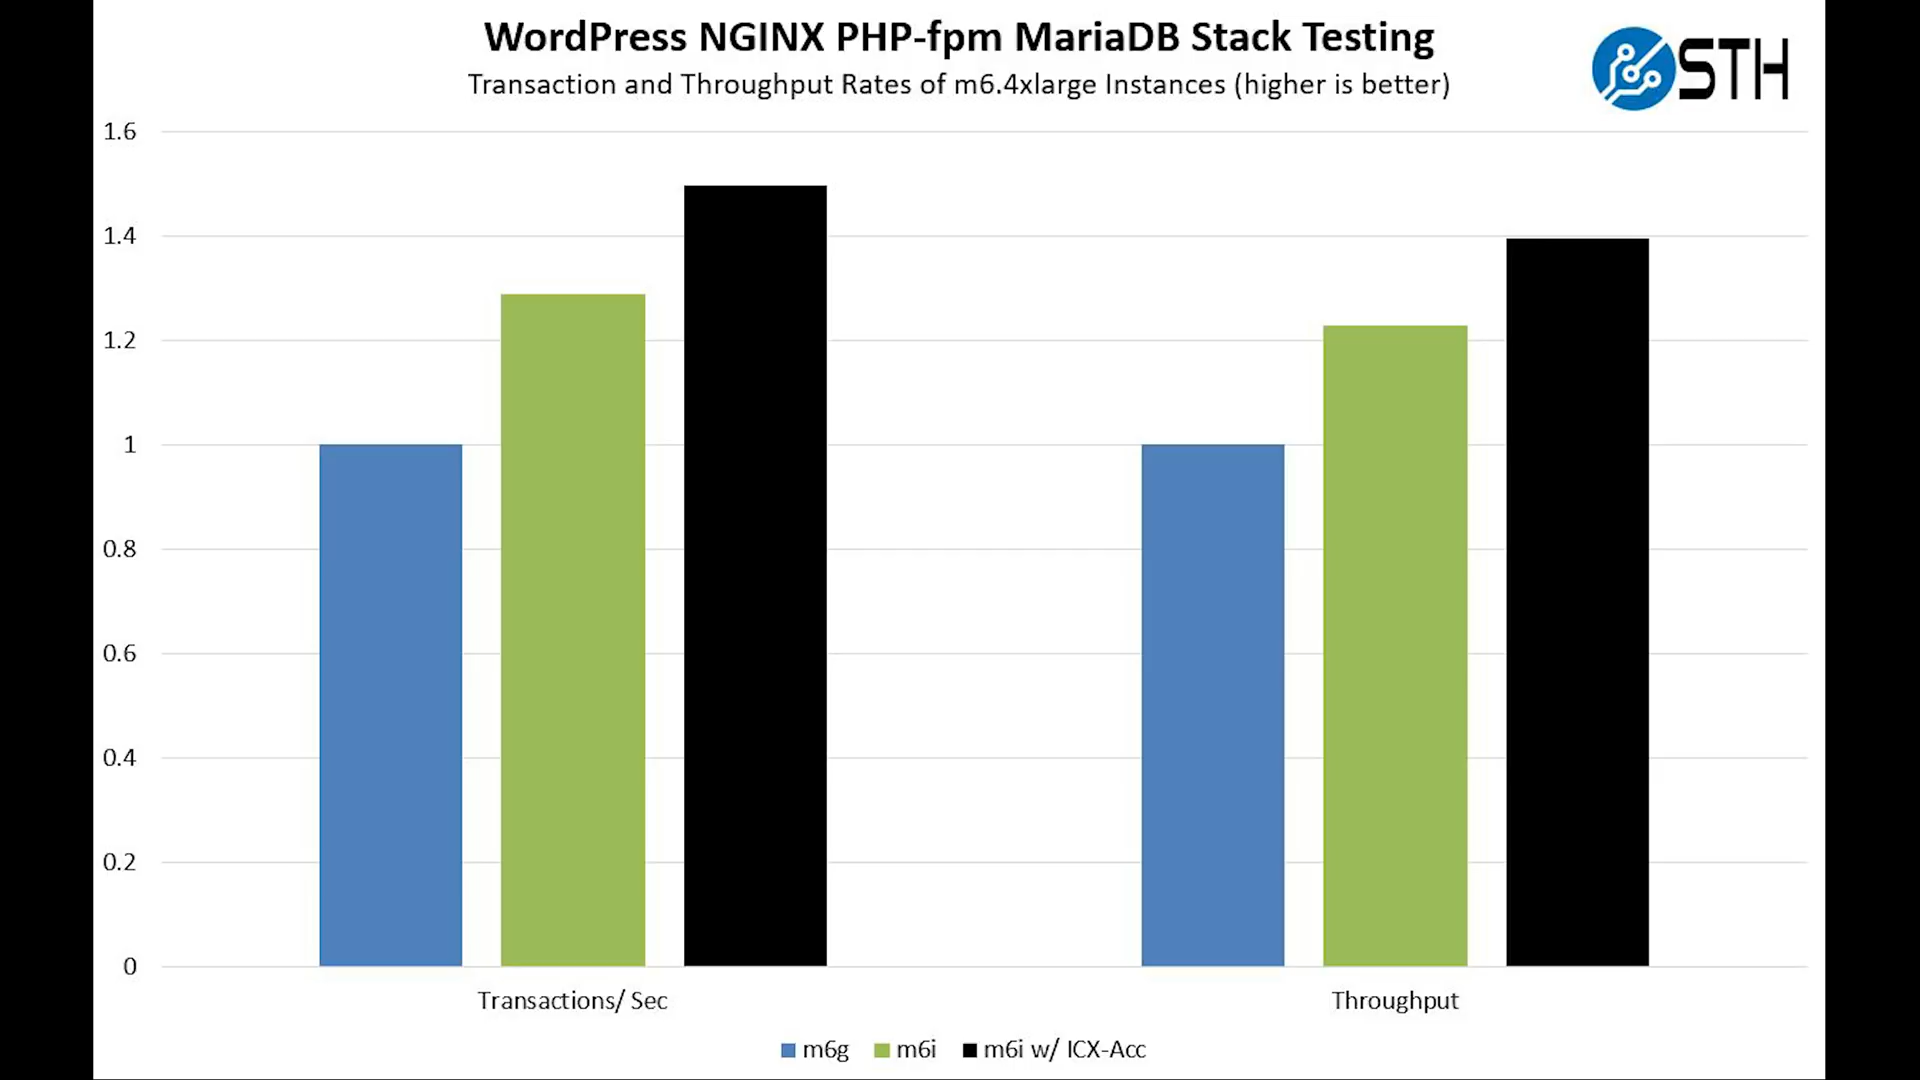 WordPress NGINX PHP-fpm MariaDB Stack Testing
Transaction and Throughput Rates of m6.4xlarge Instances (higher is better)
STH
1.6
1.4
1.2
1
0.8
0.6
0.4
0.2
0
Transactions/ Sec
Throughput
m6g
m6i
m6i w/ ICX-Acc